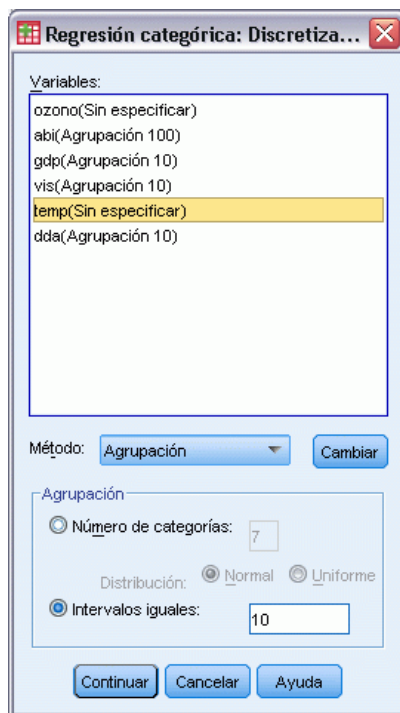 Regresión categórica: Discretiza...
Variables:
ozono(Sin especificar)
abi(Agrupación 100)
gdp(Agrupación 10)
vis(Agrupación 10)
temp(Sin especificar)
dda(Agrupación 10)
Método: Agrupación Cambiar
Agrupación
Número de categorías: 7
Distribución: Normal Uniforme
Intervalos iguales: 10
Continuar Cancelar Ayuda